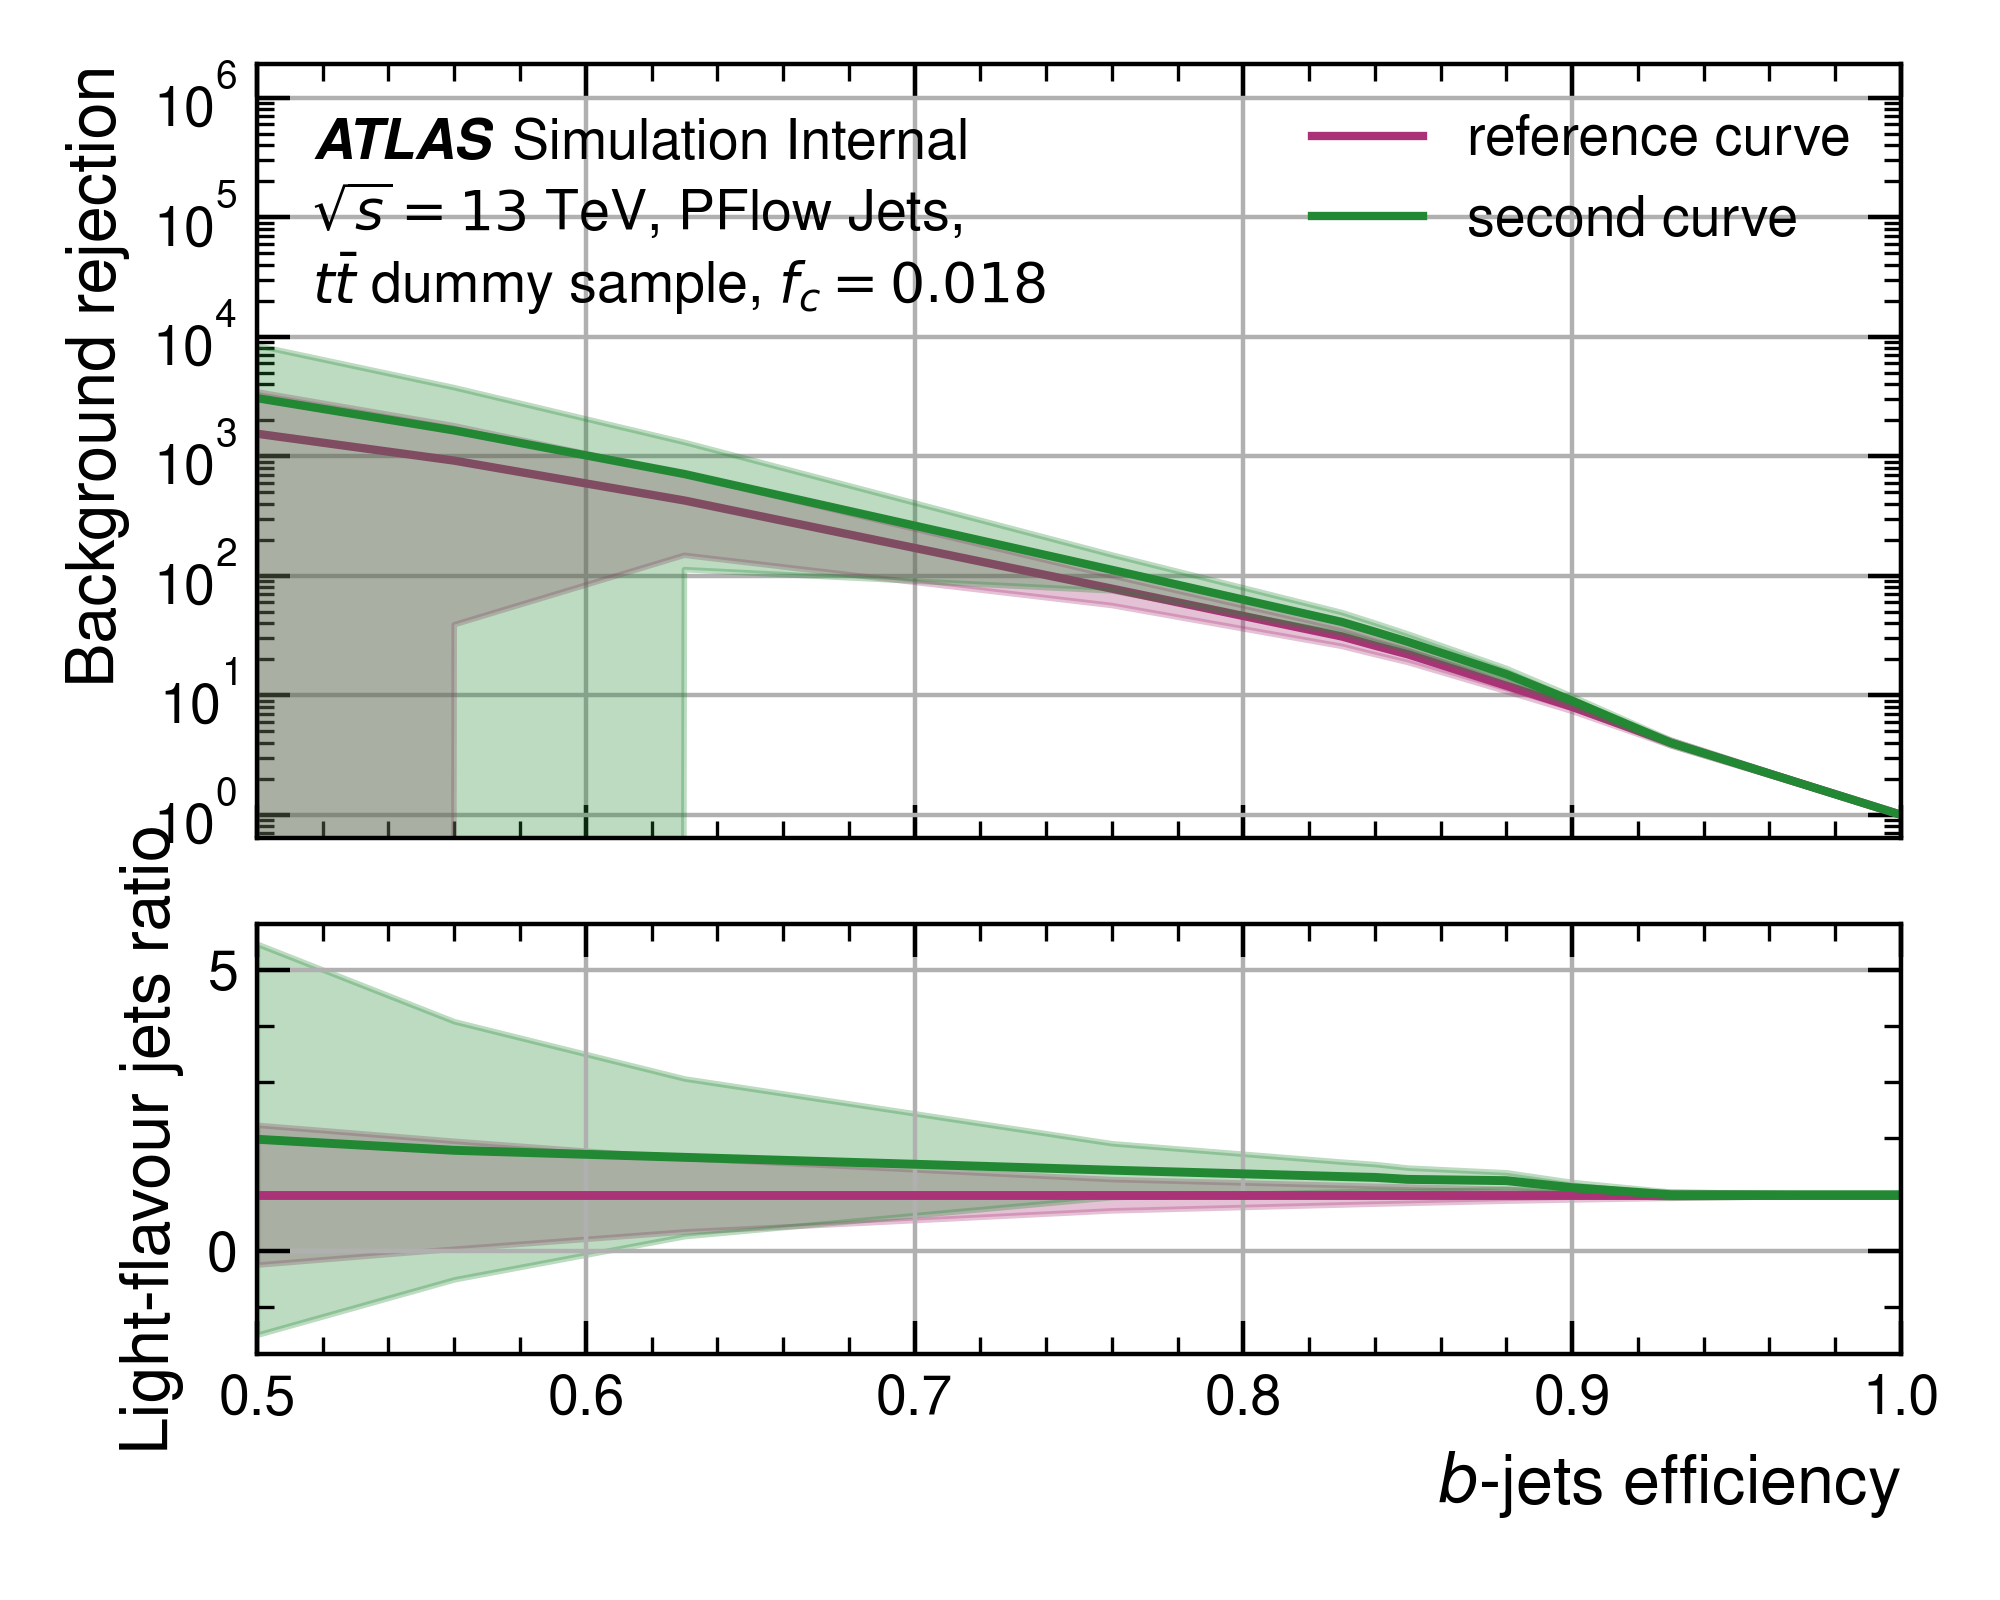 Background rejection
10^6
10^5
10^4
10^3
10^2
10^1
10^0
ATLAS Simulation Internal
√s = 13 TeV, PFlow Jets,
tt̄ dummy sample, f_c = 0.018
reference curve
second curve
Light-flavour jets ratio
5
0
0.5 0.6 0.7 0.8 0.9 1.0
b-jets efficiency